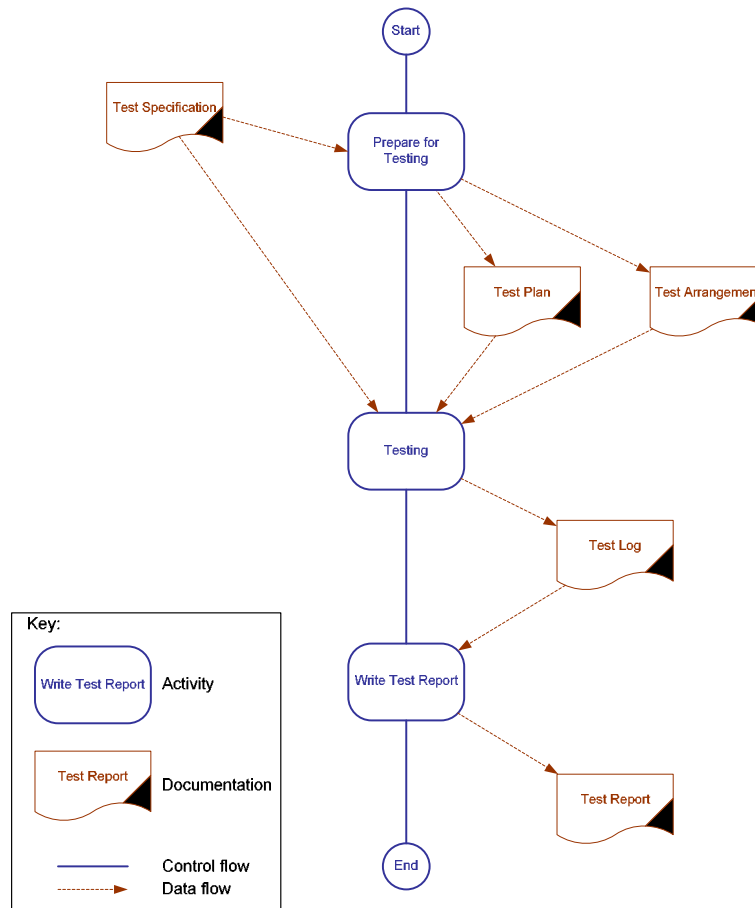 Start
Test Specification
Prepare for
Testing
Test Plan
Test Arrangemen
Testing
Test Log
Key:
Write Test Report
Activity
Write Test Report
Test Report
Documentation
Test Report
Control flow
End
Data flow